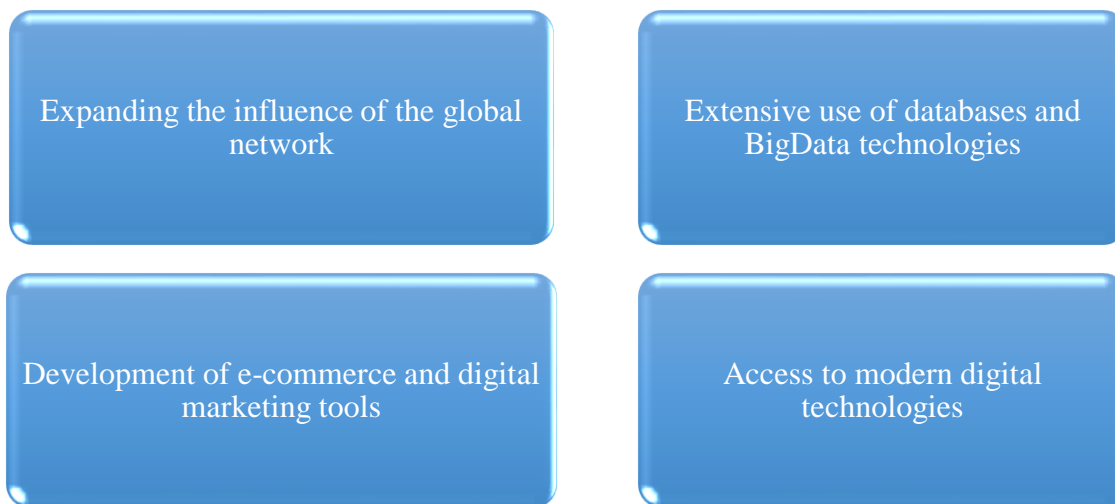 Expanding the influence of the global
network
Extensive use of databases and
BigData technologies
Development of e-commerce and digital
marketing tools
Access to modern digital
technologies